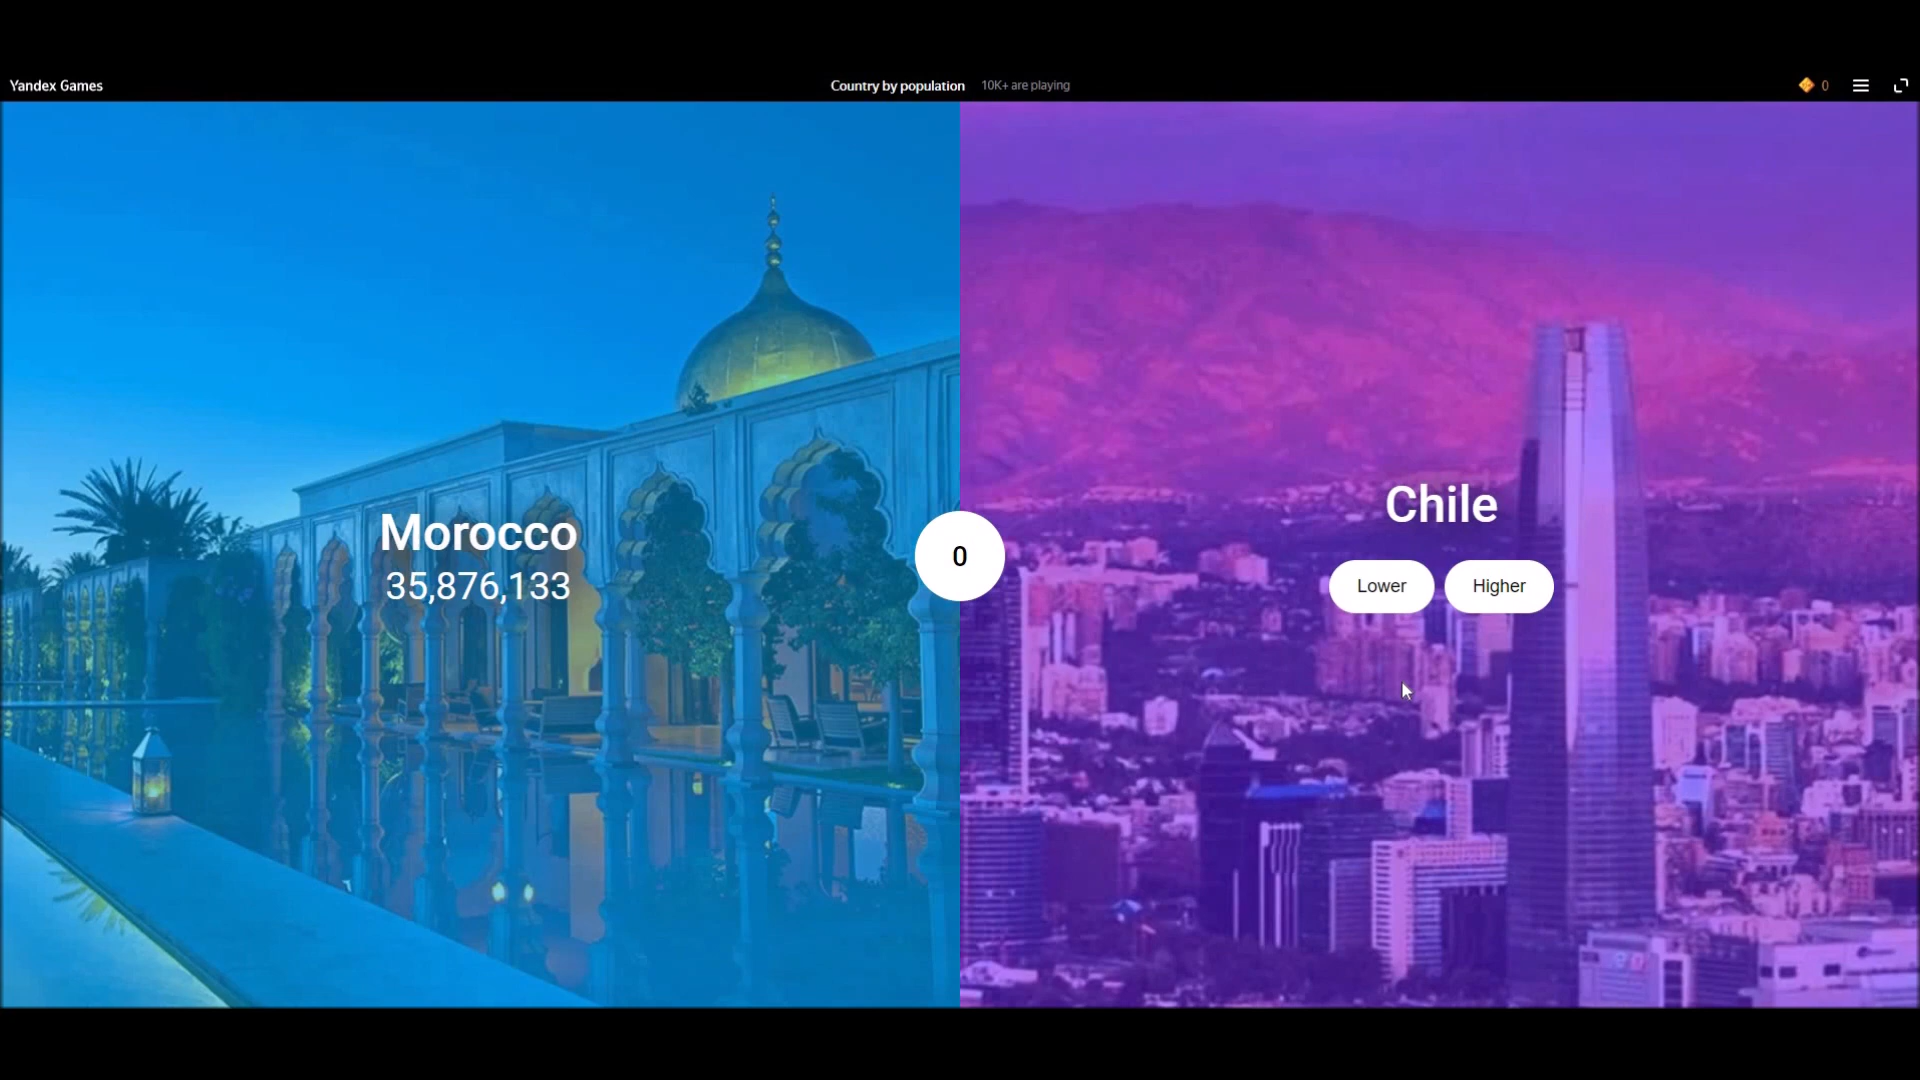 Yandex Games
Country by population 10K+ are playing
0
Morocco
35,876,133
0
Chile
Lower
Higher